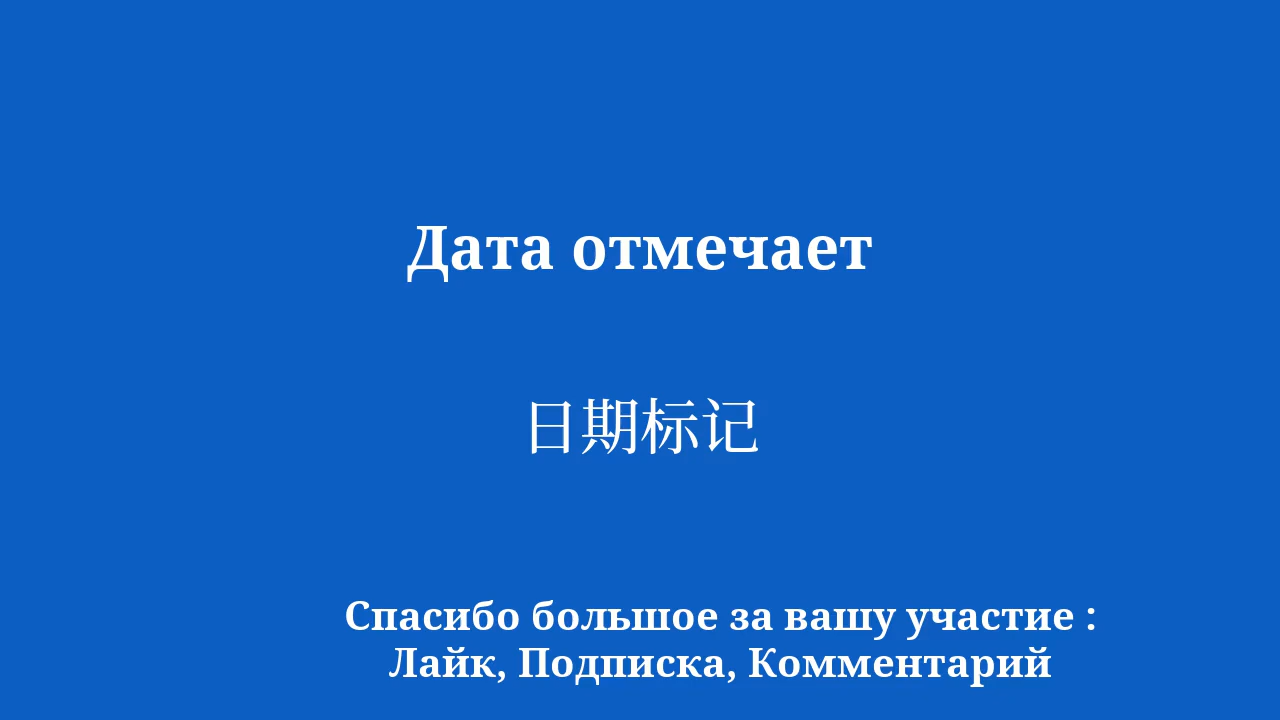 Дата отмечает
日期标记
Спасибо большое за вашу участие :
Лайк, Подписка, Комментарий